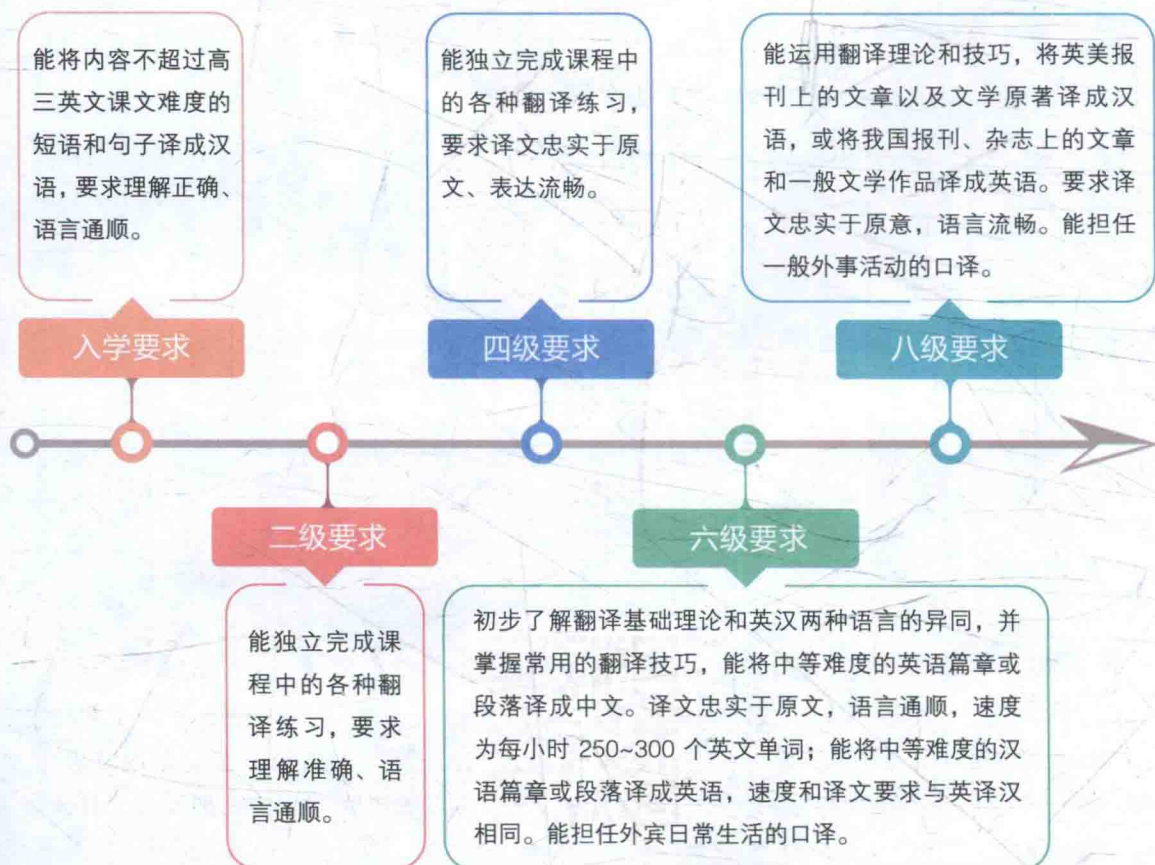 能将内容不超过高
三英文课文难度的
短语和句子译成汉
语，要求理解正确、
语言通顺。
入学要求
能独立完成课
程中的各种翻
译练习，要求
理解准确、语
言通顺。
二级要求
能独立完成课程中
的各种翻译练习，
要求译文忠实于原
文、表达流畅。
四级要求
初步了解翻译基础理论和英汉两种语言的异同，并
掌握常用的翻译技巧，能将中等难度的英语篇章或
段落译成中文。译文忠实于原文，语言通顺，速度
为每小时 250~300 个英文单词；能将中等难度的汉
语篇章或段落译成英语，速度和译文要求与英译汉
相同。能担任外宾日常生活的口译。
六级要求
能运用翻译理论和技巧，将英美报
刊上的文章以及文学原著译成汉
语，或将我国报刊、杂志上的文章
和一般文学作品译成英语。要求译
文忠实于原意，语言流畅。能担任
一般外事活动的口译。
八级要求